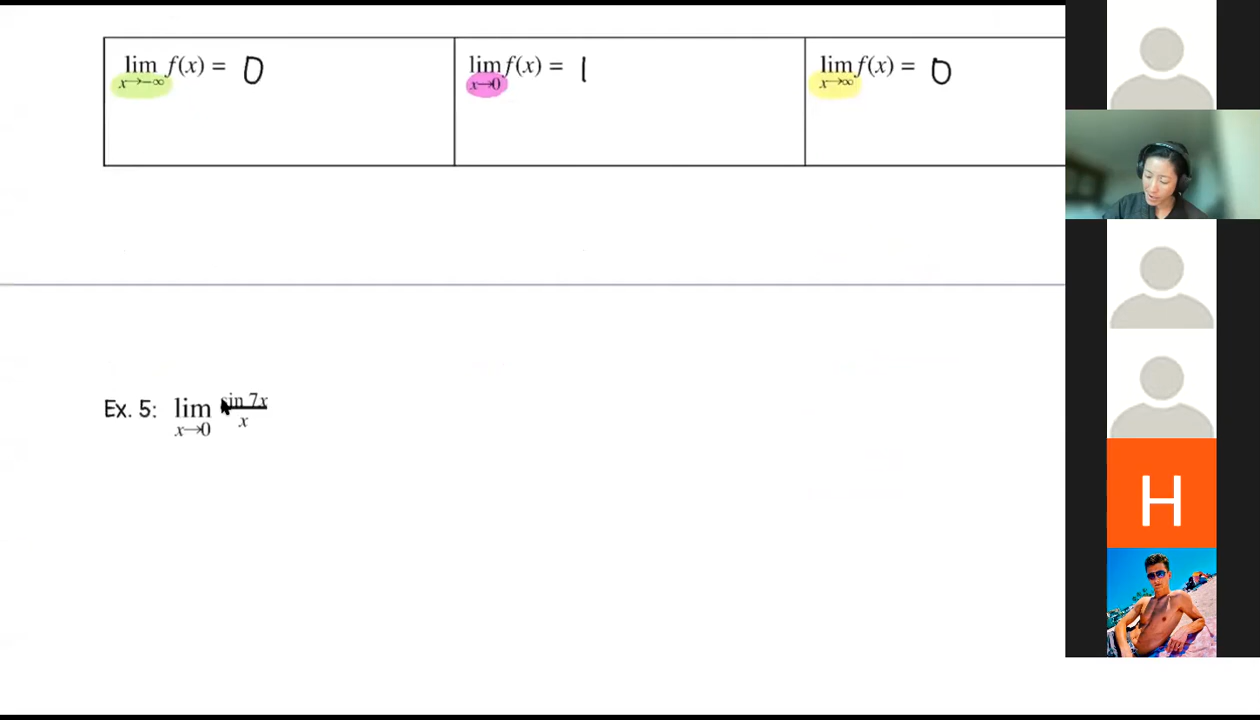 lim f(x) = 0
x→−∞
lim f(x) = 1
x→0
lim f(x) = 0
x→∞
Ex. 5: lim sin 7x
x→0 x
H